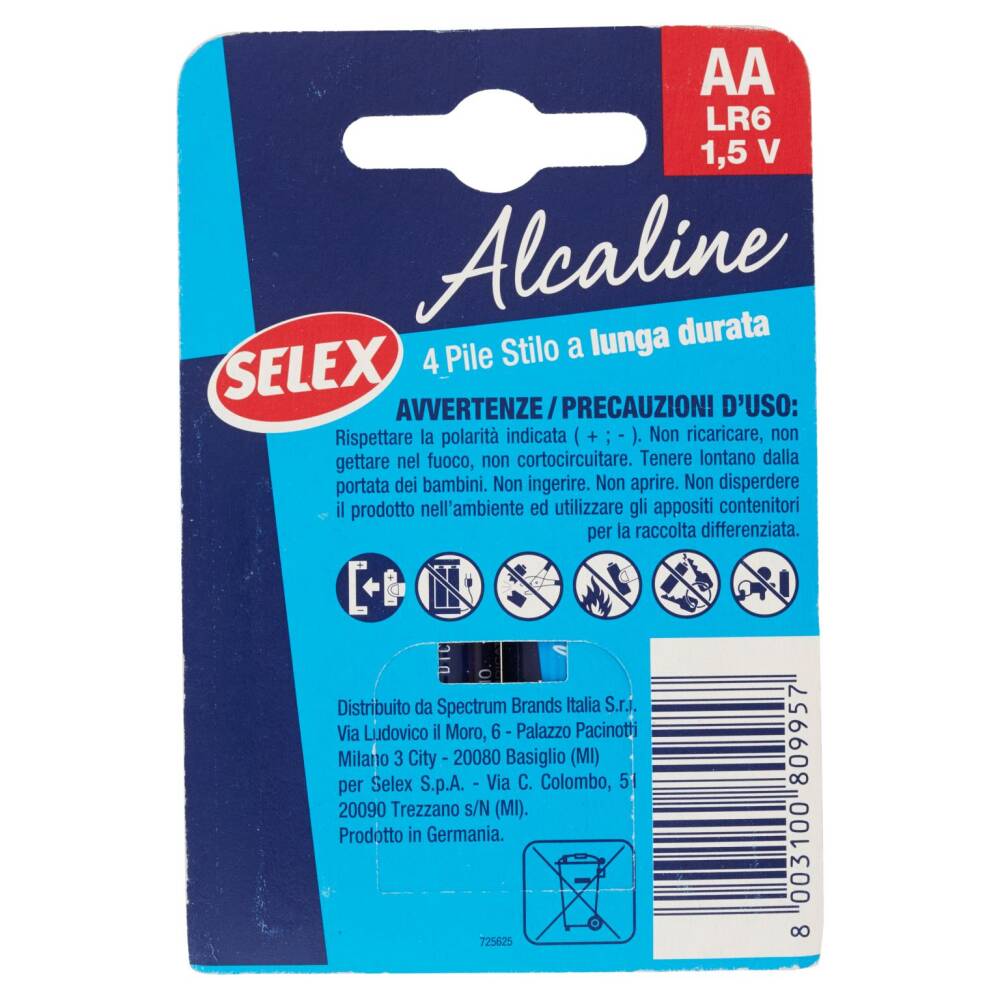 AA
LR6
1,5 V
Alcaline
SELEX
4 Pile Stilo a lunga durata
AVVERTENZE / PRECAUZIONI D'USO:
Rispettare la polarità indicata ( + ; - ). Non ricaricare, non
gettare nel fuoco, non cortocircuitare. Tenere lontano dalla
portata dei bambini. Non ingerire. Non aprire. Non disperdere
il prodotto nell'ambiente ed utilizzare gli appositi contenitori
per la raccolta differenziata.
Distribuito da Spectrum Brands Italia S.r.l.
Via Ludovico il Moro, 6 - Palazzo Pacinotti
Milano 3 City - 20080 Basiglio (MI)
per Selex S.p.A. - Via C. Colombo, 51
20090 Trezzano s/N (MI).
Prodotto in Germania.
725625
8 003100 809957